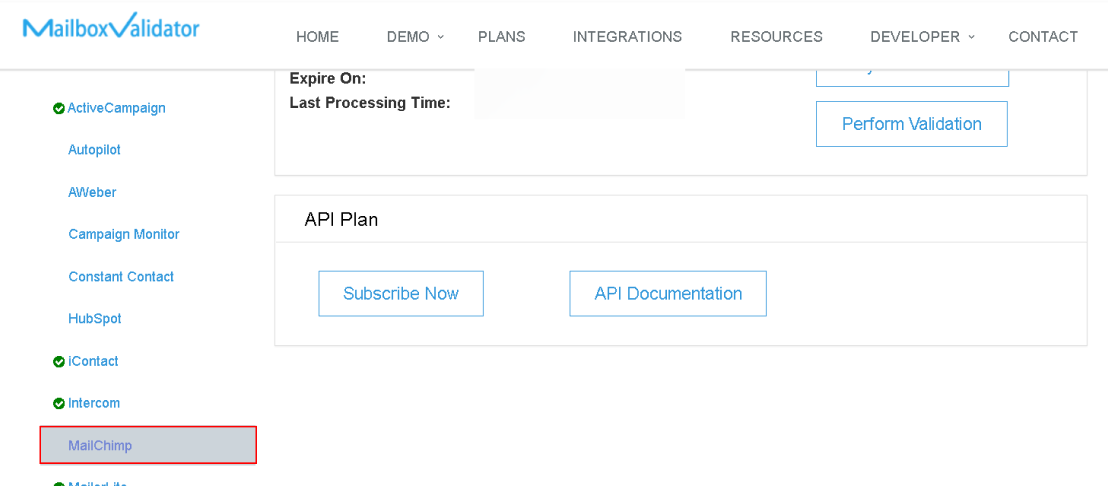 MailboxValidator
HOME DEMO PLANS INTEGRATIONS RESOURCES DEVELOPER CONTACT
ActiveCampaign
Autopilot
AWeber
Campaign Monitor
Constant Contact
HubSpot
iContact
Intercom
MailChimp
MailerLite
Expire On:
Last Processing Time:
Perform Validation
API Plan
Subscribe Now
API Documentation